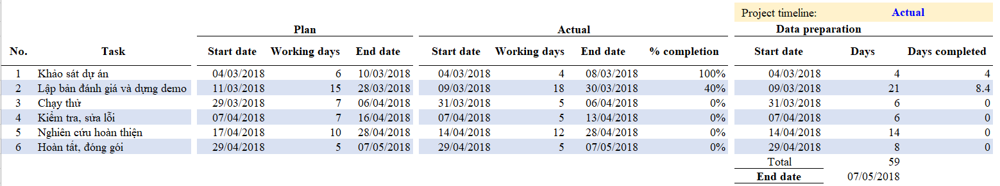 Project timeline: Actual
Plan Actual Data preparation
No. Task Start date Working days End date Start date Working days End date % completion Start date Days Days completed
1 Khảo sát dự án 04/03/2018 6 10/03/2018 04/03/2018 4 08/03/2018 100% 04/03/2018 4 4
2 Lập bản đánh giá và dựng demo 11/03/2018 15 28/03/2018 09/03/2018 18 30/03/2018 40% 09/03/2018 21 8.4
3 Chạy thử 29/03/2018 7 06/04/2018 31/03/2018 5 06/04/2018 0% 31/03/2018 6 0
4 Kiểm tra, sửa lỗi 07/04/2018 7 16/04/2018 07/04/2018 5 13/04/2018 0% 07/04/2018 6 0
5 Nghiên cứu hoàn thiện 17/04/2018 10 28/04/2018 14/04/2018 12 28/04/2018 0% 14/04/2018 14 0
6 Hoàn tất, đóng gói 29/04/2018 5 07/05/2018 29/04/2018 5 07/05/2018 0% 29/04/2018 8 0
Total 59
End date 07/05/2018